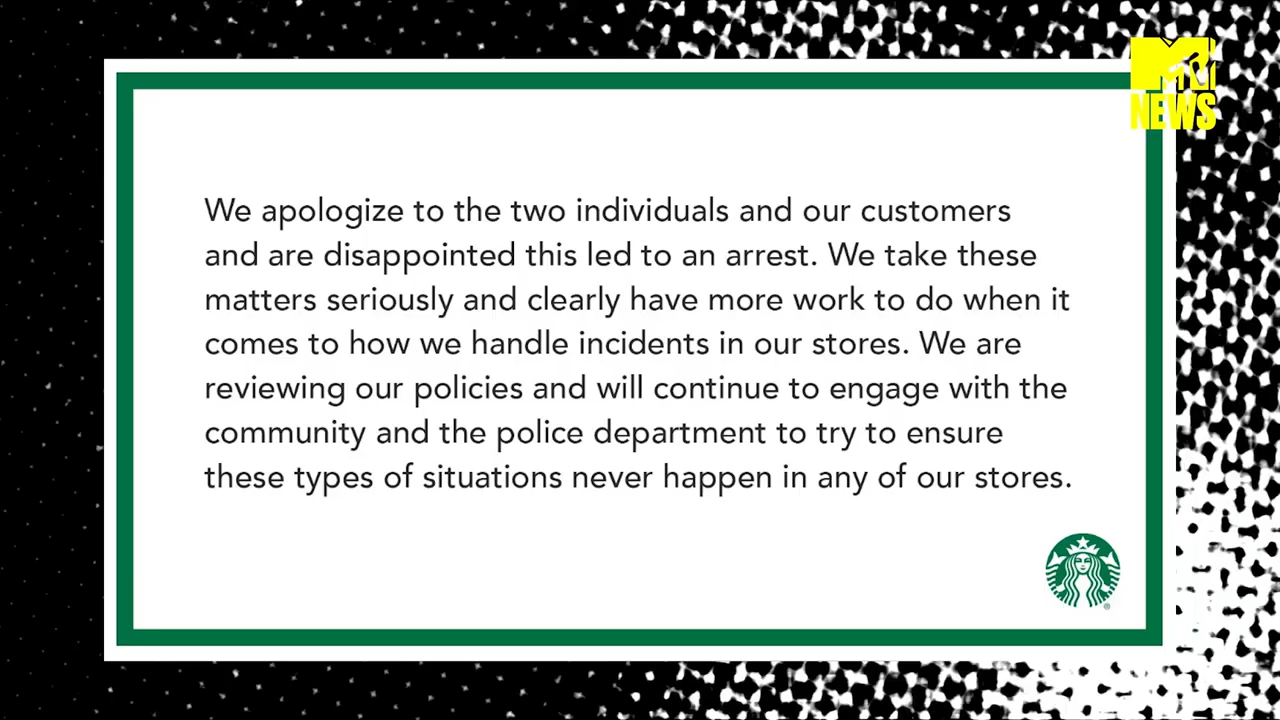 MTV
NEWS
We apologize to the two individuals and our customers
and are disappointed this led to an arrest. We take these
matters seriously and clearly have more work to do when it
comes to how we handle incidents in our stores. We are
reviewing our policies and will continue to engage with the
community and the police department to try to ensure
these types of situations never happen in any of our stores.
®